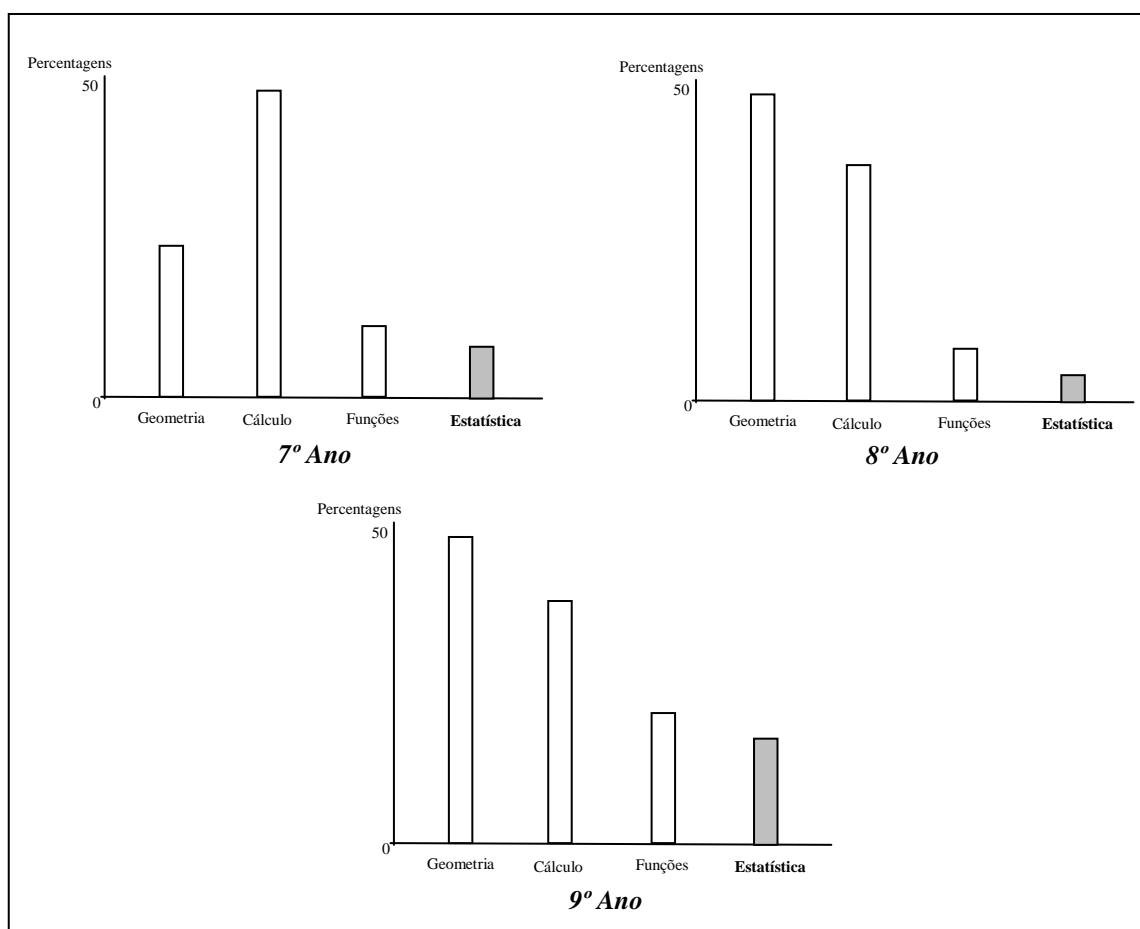 Percentagens
50
0
Geometria Cálculo Funções Estatística
7º Ano
Percentagens
50
0
Geometria Cálculo Funções Estatística
8º Ano
Percentagens
50
0
Geometria Cálculo Funções Estatística
9º Ano